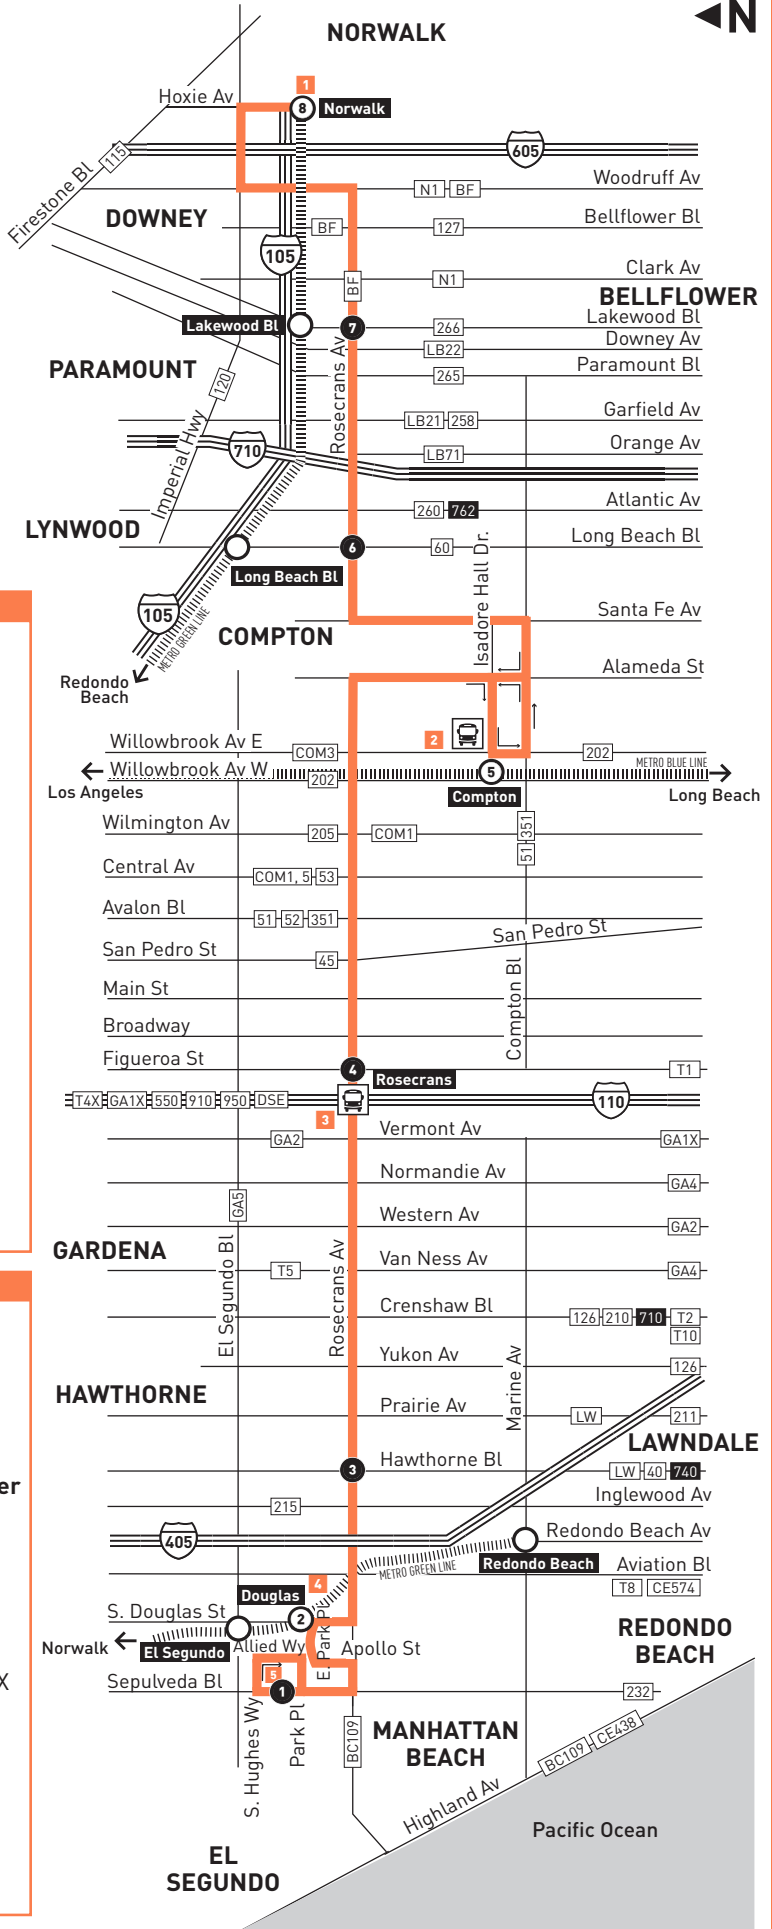 N
NORWALK
1
Hoxie Av
8
Norwalk
115
605
Firestone Bl
Woodruff Av
N1
BF
DOWNEY
Bellflower Bl
BF
127
105
Clark Av
N1
BF
BELLFLOWER
Lakewood Bl
Lakewood Bl
7
266
Downey Av
LB22
Rosecrans Av
PARAMOUNT
Paramount Bl
265
120
Garfield Av
LB21
258
Imperial Hwy
710
Orange Av
LB71
Atlantic Av
260
762
LYNWOOD
Long Beach Bl
6
60
Long Beach Bl
Isadore Hall Dr.
105
METRO GREEN LINE
Santa Fe Av
COMPTON
Alameda St
Redondo
Beach
2
Willowbrook Av E
COM3
202
Willowbrook Av W
METRO BLUE LINE
202
5
Los Angeles
Compton
Long Beach
Wilmington Av
205
COM1
51
351
Central Av
COM1, 5
53
Avalon Bl
51
52
351
San Pedro St
San Pedro St
45
Compton Bl
Main St
Broadway
Figueroa St
4
T1
Rosecrans
T4X
GA1X
550
910
950
DSE
110
3
Vermont Av
GA2
GA1X
Normandie Av
GA4
GA5
Western Av
GA2
GARDENA
El Segundo Bl
Rosecrans Av
Van Ness Av
T5
GA4
Crenshaw Bl
126
210
710
T2
T10
Yukon Av
126
Marine Av
HAWTHORNE
Prairie Av
LW
211
LAWNDALE
Hawthorne Bl
3
LW
40
740
er
Inglewood Av
215
405
Redondo Beach Av
Redondo Beach
METRO GREEN LINE
Aviation Bl
T8
CE574
4
Douglas
S. Douglas St
2
REDONDO
BEACH
Norwalk
El Segundo
Allied Wy
E. Park Pl
Apollo St
X
5
Sepulveda Bl
1
232
S. Hughes Wy
Park Pl
BC109
MANHATTAN
BEACH
BC109
CE438
Highland Av
Pacific Ocean
EL
SEGUNDO